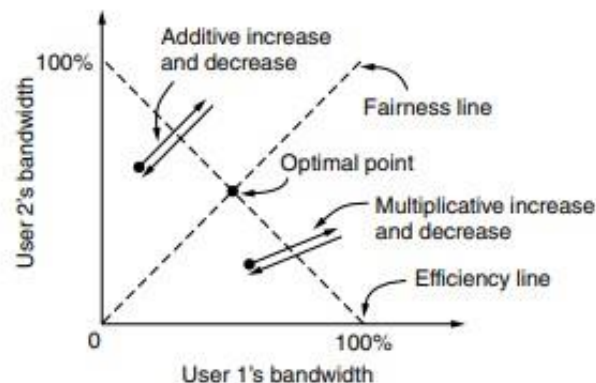 Additive increase
and decrease
100%
Fairness line
Optimal point
Multiplicative increase
and decrease
Efficiency line
User 2's bandwidth
0
100%
User 1's bandwidth